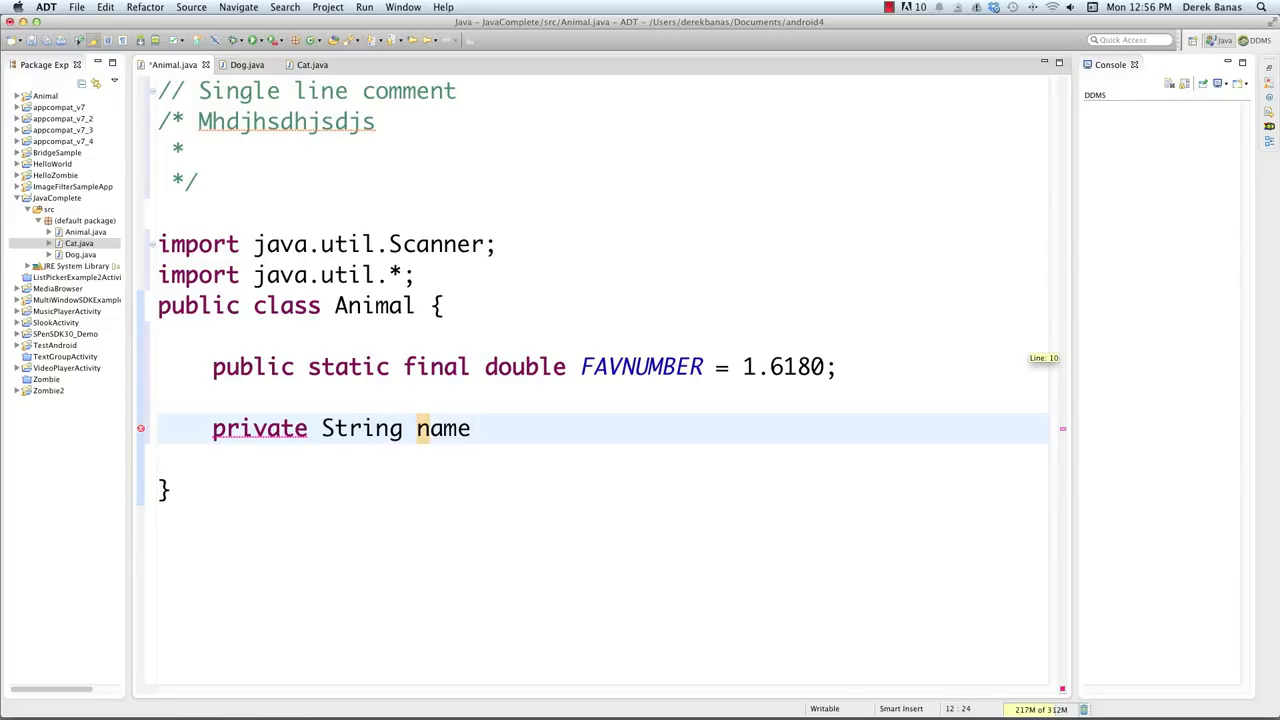 ADT File Edit Refactor Source Navigate Search Project Run Window Help 10 Mon 12:56 PM Derek Banas
Java - JavaComplete/src/Animal.java - ADT - /Users/derekbanas/Documents/android4
Quick Access Java DDMS
Package Exp
*Animal.java Dog.java Cat.java
Console
DDMS
Animal
appcompat_v7
appcompat_v7_2
appcompat_v7_3
appcompat_v7_4
BridgeSample
HelloWorld
HelloZombie
ImageFilterSampleApp
JavaComplete
src
(default package)
Animal.java
Cat.java
Dog.java
JRE System Library [Ja
ListPickerExample2Activi
MediaBrowser
MultiWindowSDKExample
MusicPlayerActivity
SlookActivity
SPenSDK30_Demo
TestAndroid
TextGroupActivity
VideoPlayerActivity
Zombie
Zombie2
// Single line comment
/* Mhdjhsdhjsdjs
*
*/
import java.util.Scanner;
import java.util.*;
public class Animal {
public static final double FAVNUMBER = 1.6180;
Line: 10
private String name
}
Writable Smart Insert 12 : 24 217M of 312M